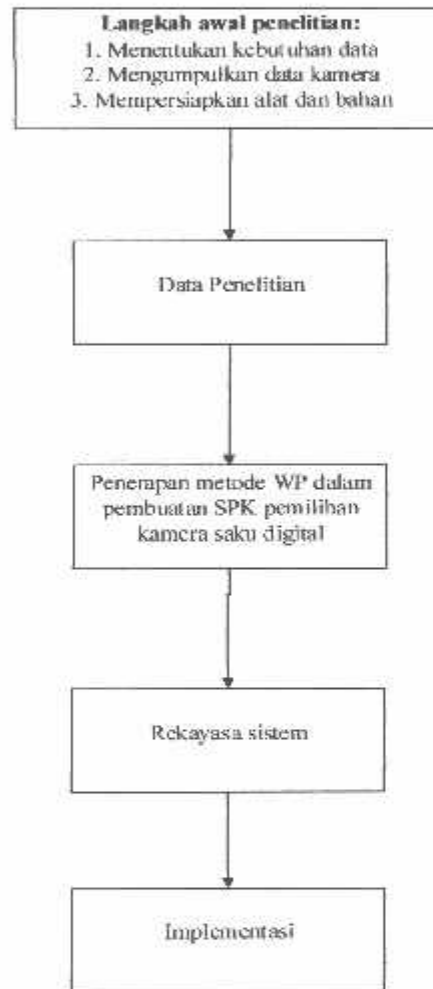 Langkah awal penelitian:
1. Menentukan kebutuhan data
2. Mengumpulkan data kamera
3. Mempersiapkan alat dan bahan
Data Penelitian
Penerapan metode WP dalam
pembuatan SPK pemilihan
kamera saku digital
Rekayasa sistem
Implementasi